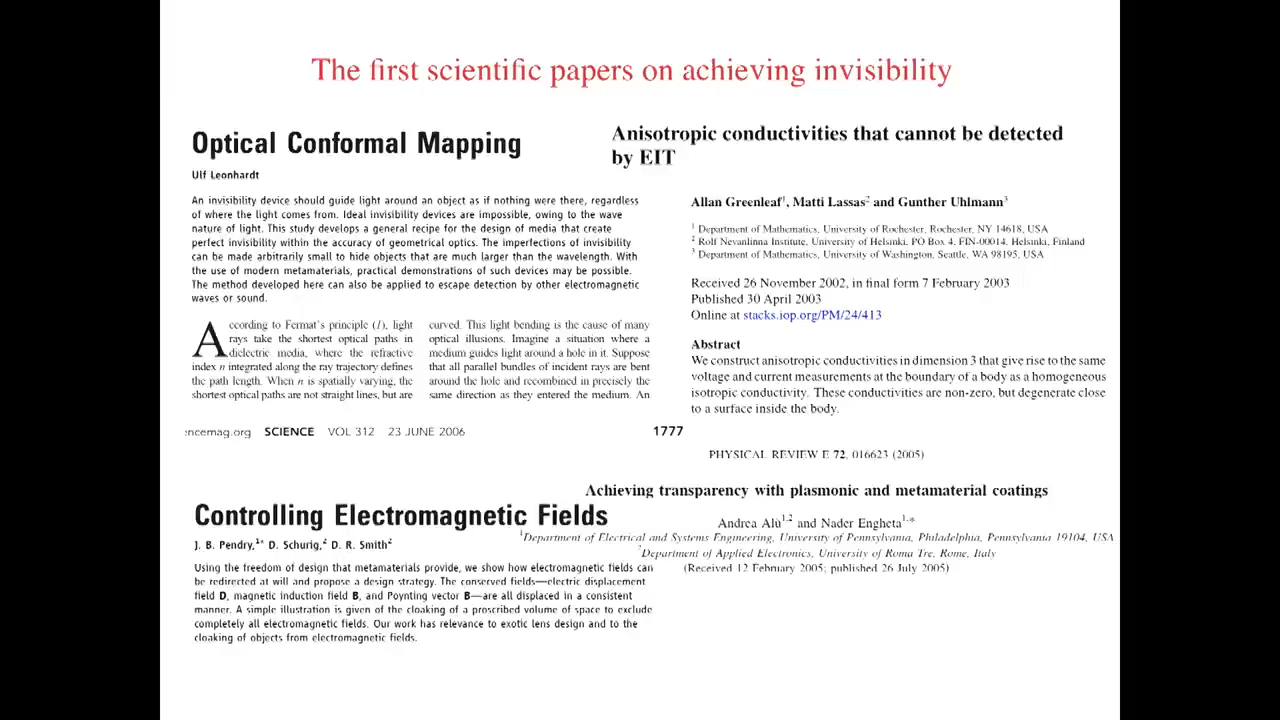 The first scientific papers on achieving invisibility
Optical Conformal Mapping
Ulf Leonhardt
An invisibility device should guide light around an object as if nothing were there, regardless
of where the light comes from. Ideal invisibility devices are impossible, owing to the wave
nature of light. This study develops a general recipe for the design of media that create
perfect invisibility within the accuracy of geometrical optics. The imperfections of invisibility
can be made arbitrarily small to hide objects that are much larger than the wavelength. With
the use of modern metamaterials, practical demonstrations of such devices may be possible.
The method developed here can also be applied to escape detection by other electromagnetic
waves or sound.
According to Fermat's principle (1), light
rays take the shortest optical paths in
dielectric media, where the refractive
index n integrated along the ray trajectory defines
the path length. When n is spatially varying, the
shortest optical paths are not straight lines, but are
curved. This light bending is the cause of many
optical illusions. Imagine a situation where a
medium guides light around a hole in it. Suppose
that all parallel bundles of incident rays are bent
around the hole and recombined in precisely the
same direction as they entered the medium. An
encemag.org SCIENCE VOL 312 23 JUNE 2006 1777
Anisotropic conductivities that cannot be detected
by EIT
Allan Greenleaf1, Matti Lassas2 and Gunther Uhlmann3
1 Department of Mathematics, University of Rochester, Rochester, NY 14618, USA
2 Rolf Nevanlinna Institute, University of Helsinki, PO Box 4, FIN-00014, Helsinki, Finland
3 Department of Mathematics, University of Washington, Seattle, WA 98195, USA
Received 26 November 2002, in final form 7 February 2003
Published 30 April 2003
Online at stacks.iop.org/PM/24/413
Abstract
We construct anisotropic conductivities in dimension 3 that give rise to the same
voltage and current measurements at the boundary of a body as a homogeneous
isotropic conductivity. These conductivities are non-zero, but degenerate close
to a surface inside the body.
PHYSICAL REVIEW E 72, 016623 (2005)
Achieving transparency with plasmonic and metamaterial coatings
Andrea Alù1,2 and Nader Engheta1,*
1Department of Electrical and Systems Engineering, University of Pennsylvania, Philadelphia, Pennsylvania 19104, USA
2Department of Applied Electronics, University of Roma Tre, Rome, Italy
(Received 12 February 2005; published 26 July 2005)
Controlling Electromagnetic Fields
J. B. Pendry,1* D. Schurig,2 D. R. Smith2
Using the freedom of design that metamaterials provide, we show how electromagnetic fields can
be redirected at will and propose a design strategy. The conserved fields—electric displacement
field D, magnetic induction field B, and Poynting vector B—are all displaced in a consistent
manner. A simple illustration is given of the cloaking of a proscribed volume of space to exclude
completely all electromagnetic fields. Our work has relevance to exotic lens design and to the
cloaking of objects from electromagnetic fields.